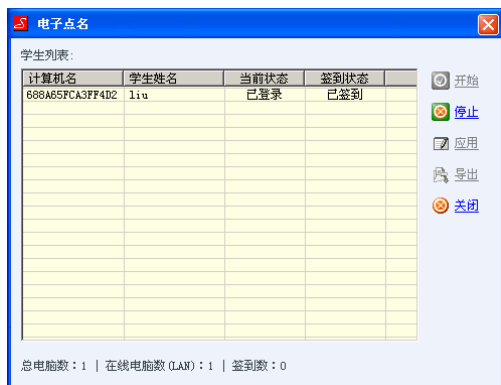 电子点名
学生列表:
计算机名 学生姓名 当前状态 签到状态
688A65FCA3FF4D2 liu 已登录 已签到
开始
停止
应用
导出
关闭
总电脑数：1 | 在线电脑数(LAN)：1 | 签到数：0